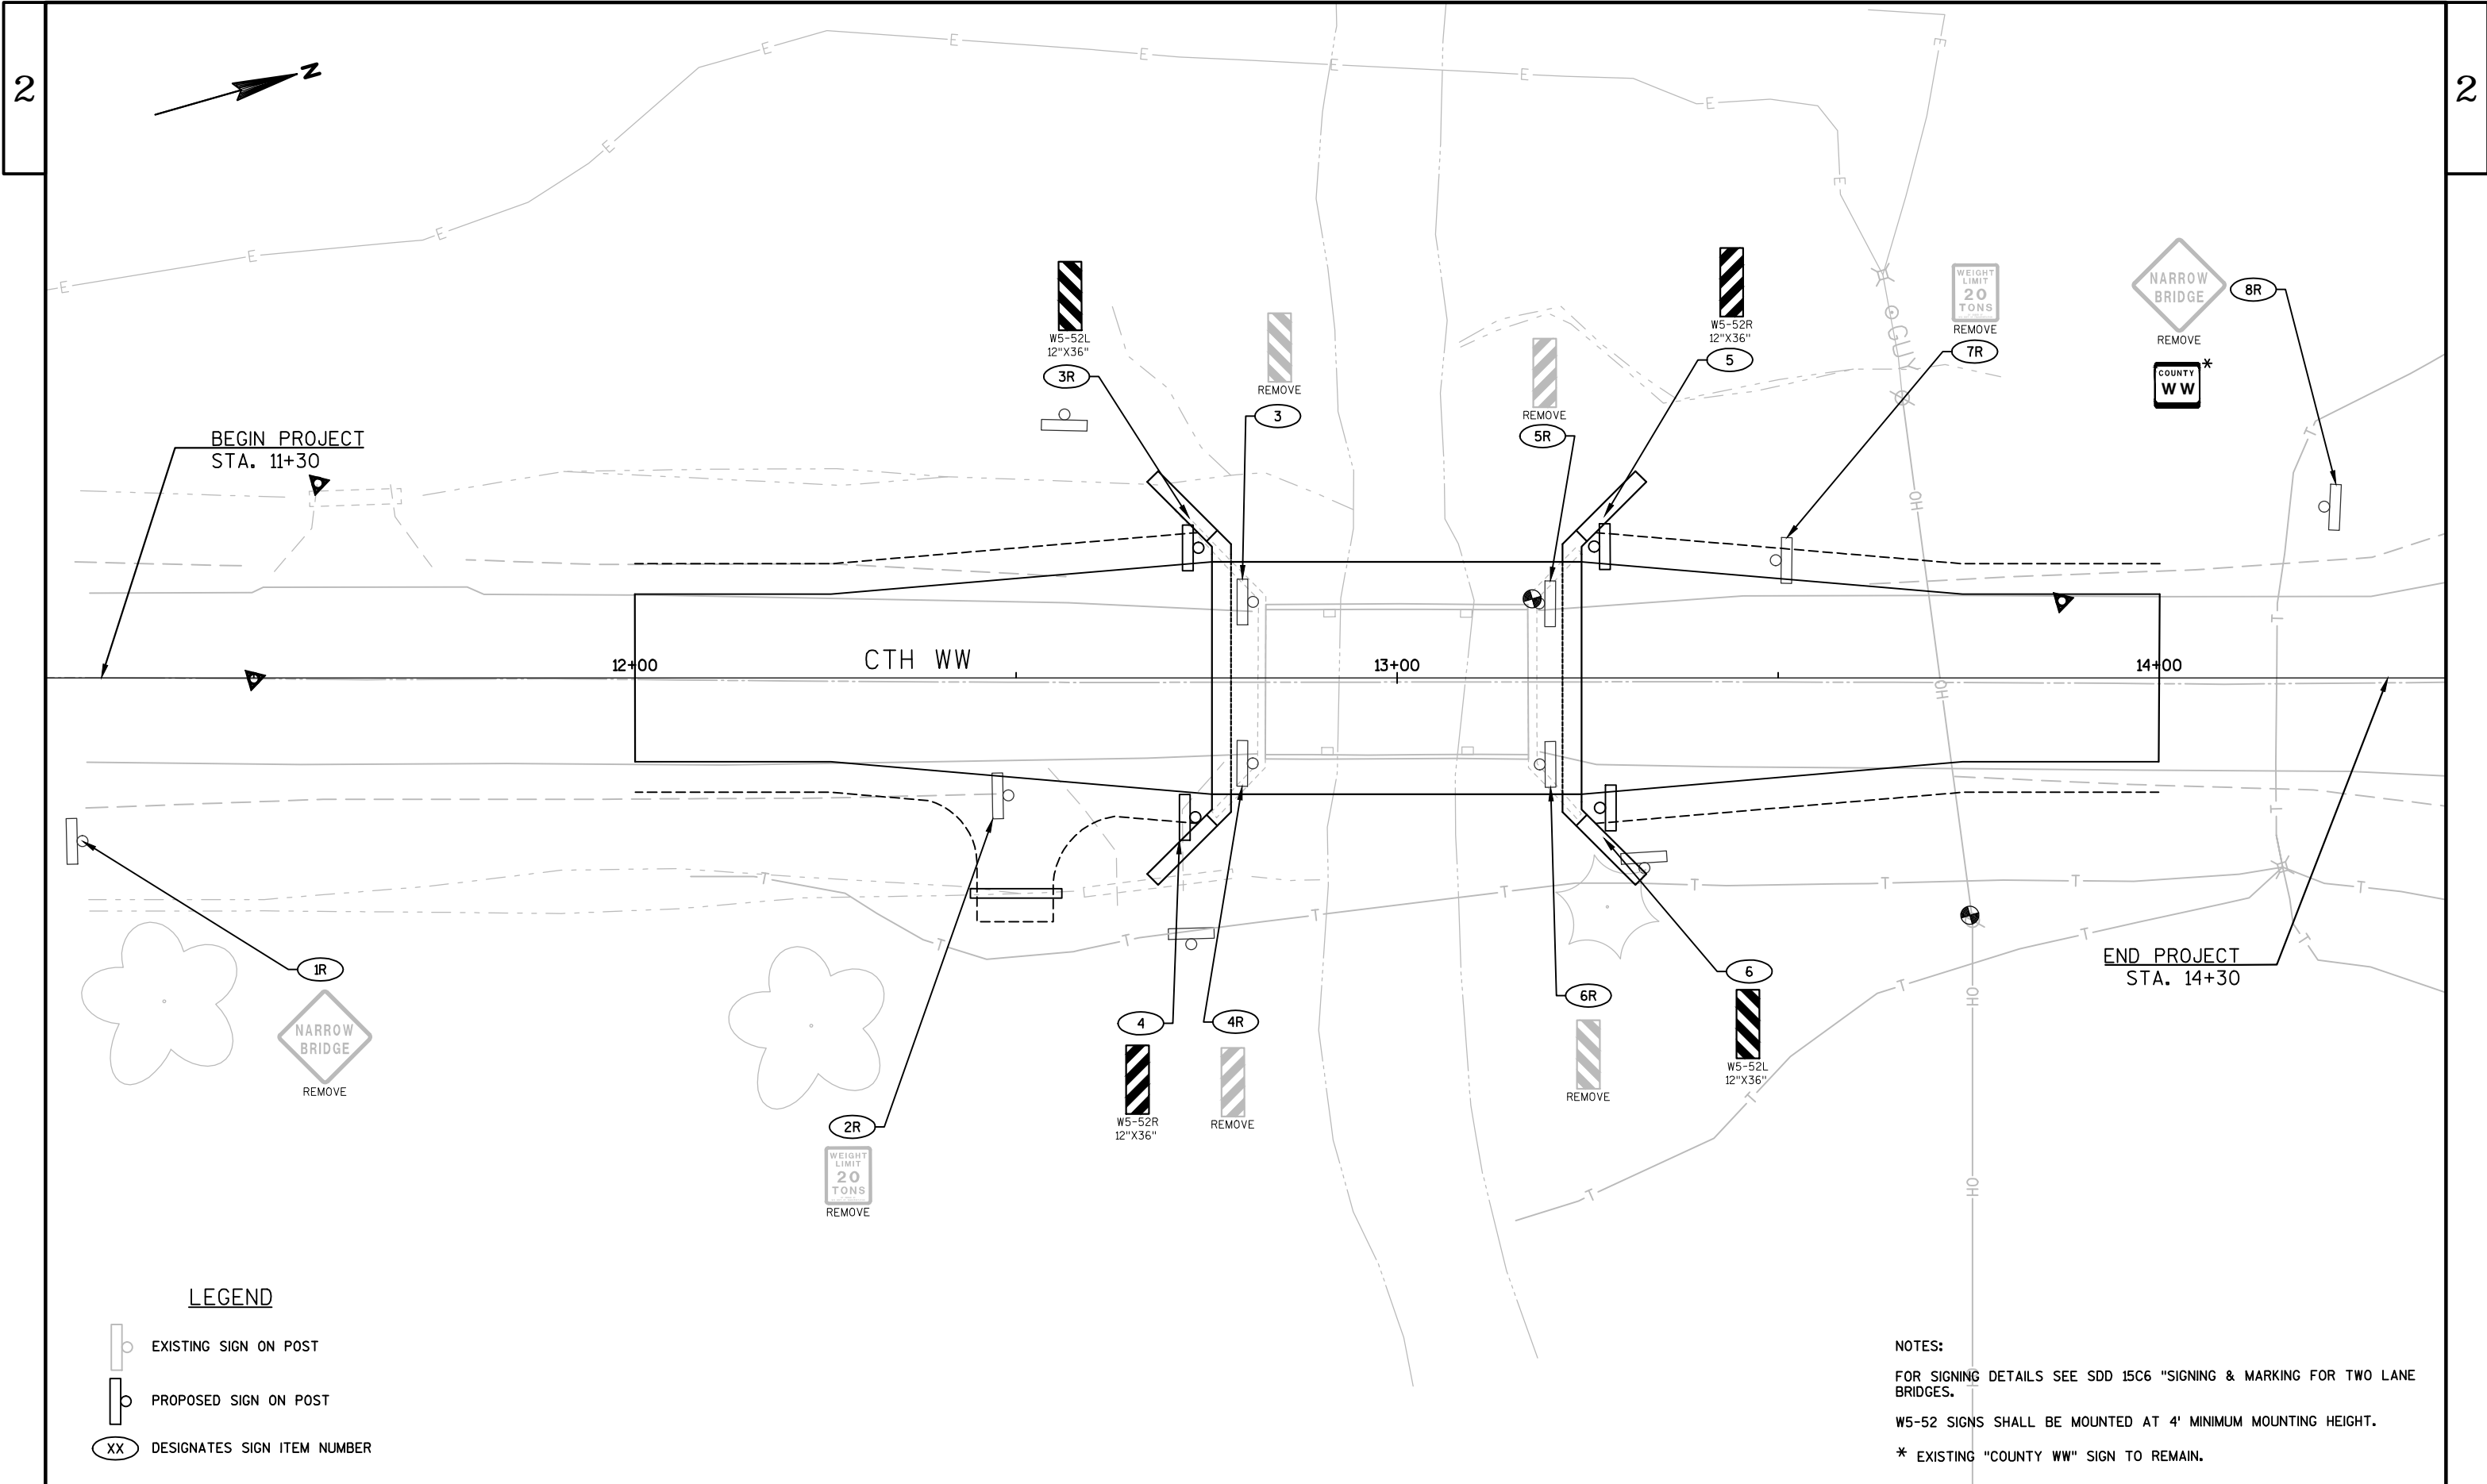 2
2
N
E E E E E E E E E E E
W5-52L
12"X36"
3R
REMOVE
3
REMOVE
5R
W5-52R
12"X36"
5
GUY
WEIGHT
LIMIT
20
TONS
REMOVE
7R
NARROW
BRIDGE
REMOVE
8R
COUNTY
WW
*
BEGIN PROJECT
STA. 11+30
OH
OH
T
T
T
12+00
CTH WW
13+00
14+00
T T T T T T T T T T T T T
1R
NARROW
BRIDGE
REMOVE
2R
WEIGHT
LIMIT
20
TONS
REMOVE
4
W5-52R
12"X36"
4R
REMOVE
6R
REMOVE
6
W5-52L
12"X36"
END PROJECT
STA. 14+30
OH
OH
LEGEND
EXISTING SIGN ON POST
PROPOSED SIGN ON POST
XX DESIGNATES SIGN ITEM NUMBER
NOTES:
FOR SIGNING DETAILS SEE SDD 15C6 "SIGNING & MARKING FOR TWO LANE
BRIDGES.
W5-52 SIGNS SHALL BE MOUNTED AT 4' MINIMUM MOUNTING HEIGHT.
* EXISTING "COUNTY WW" SIGN TO REMAIN.